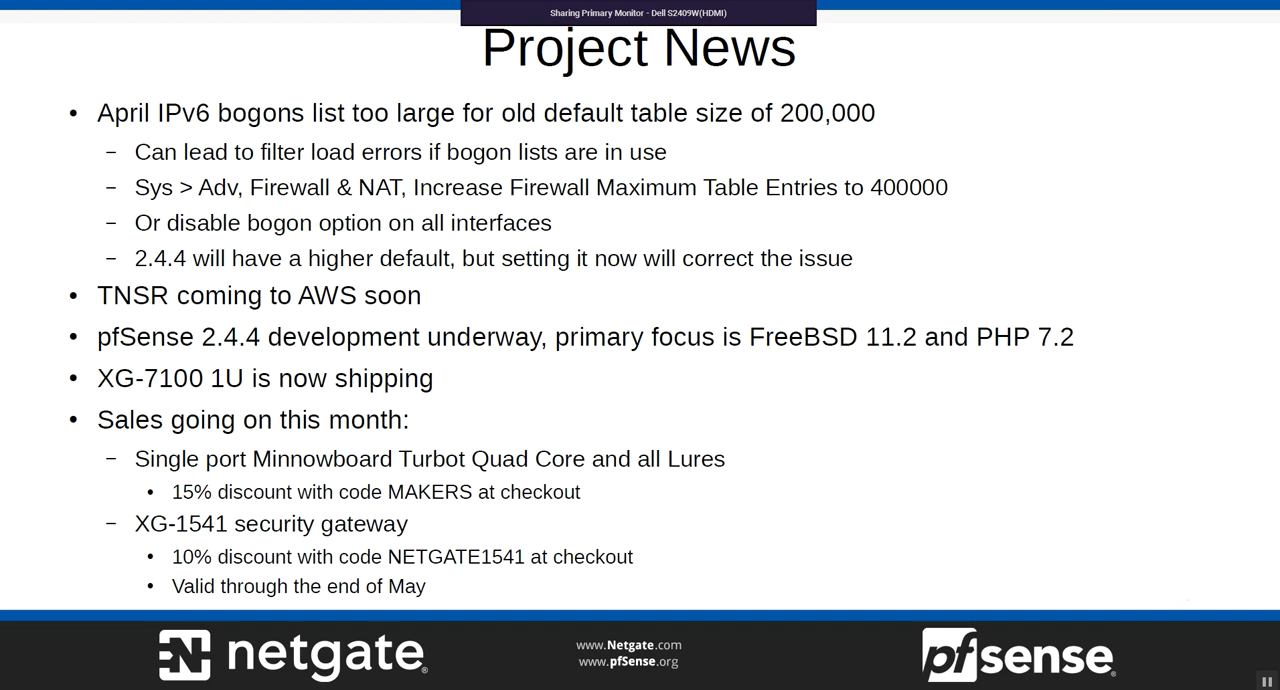 Sharing Primary Monitor - Dell S2409W(HDMI)
Project News
• April IPv6 bogons list too large for old default table size of 200,000
– Can lead to filter load errors if bogon lists are in use
– Sys > Adv, Firewall & NAT, Increase Firewall Maximum Table Entries to 400000
– Or disable bogon option on all interfaces
– 2.4.4 will have a higher default, but setting it now will correct the issue
• TNSR coming to AWS soon
• pfSense 2.4.4 development underway, primary focus is FreeBSD 11.2 and PHP 7.2
• XG-7100 1U is now shipping
• Sales going on this month:
– Single port Minnowboard Turbot Quad Core and all Lures
• 15% discount with code MAKERS at checkout
– XG-1541 security gateway
• 10% discount with code NETGATE1541 at checkout
• Valid through the end of May
N netgate®
www.Netgate.com
www.pfSense.org
pfsense®